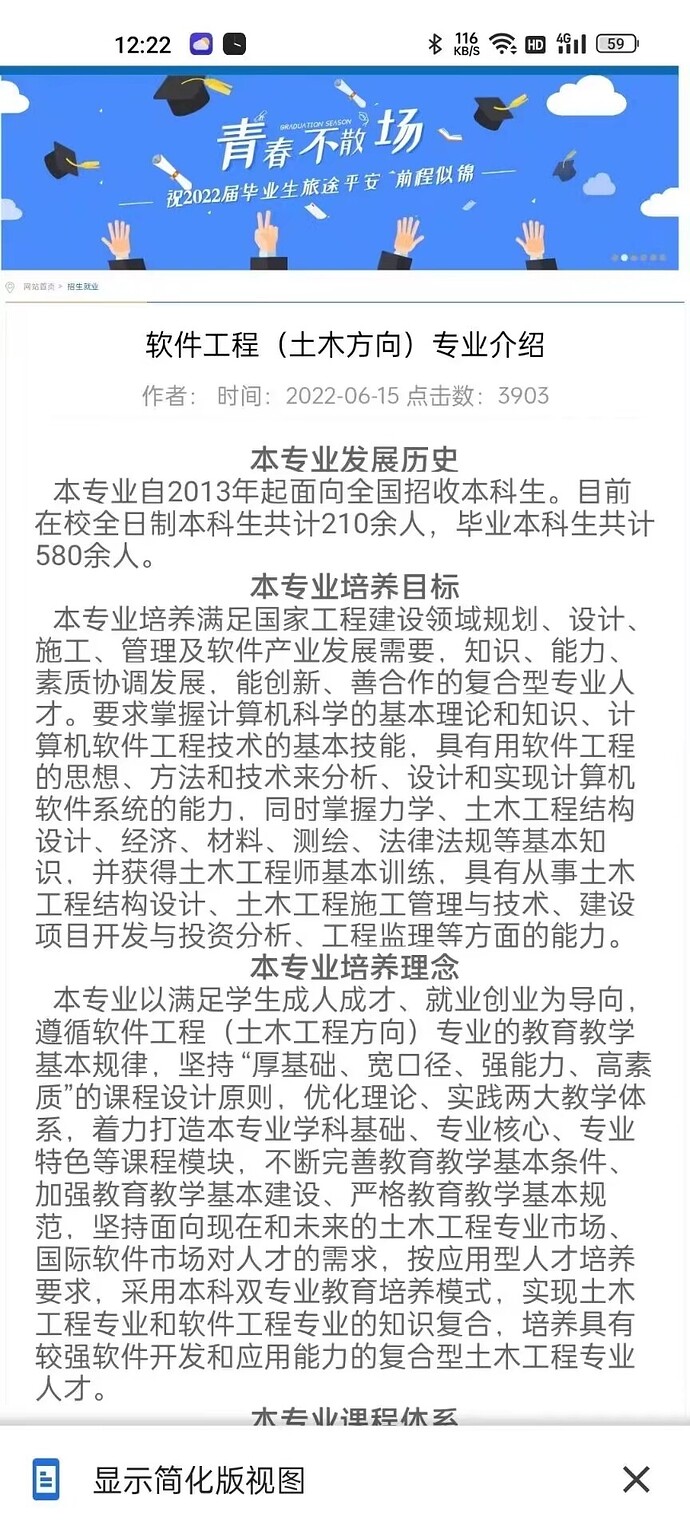 12:22
116
KB/S
HD
4G
59
青春不散场
GRADUATION SEASON
祝2022届毕业生旅途平安 前程似锦
网站首页 > 招生就业
软件工程（土木方向）专业介绍
作者： 时间：2022-06-15 点击数：3903
本专业发展历史
本专业自2013年起面向全国招收本科生。目前
在校全日制本科生共计210余人，毕业本科生共计
580余人。
本专业培养目标
本专业培养满足国家工程建设领域规划、设计、
施工、管理及软件产业发展需要，知识、能力、
素质协调发展，能创新、善合作的复合型专业人
才。要求掌握计算机科学的基本理论和知识、计
算机软件工程技术的基本技能，具有用软件工程
的思想、方法和技术来分析、设计和实现计算机
软件系统的能力，同时掌握力学、土木工程结构
设计、经济、材料、测绘、法律法规等基本知
识，并获得土木工程师基本训练，具有从事土木
工程结构设计、土木工程施工管理与技术、建设
项目开发与投资分析、工程监理等方面的能力。
本专业培养理念
本专业以满足学生成人成才、就业创业为导向，
遵循软件工程（土木工程方向）专业的教育教学
基本规律，坚持“厚基础、宽口径、强能力、高素
质”的课程设计原则，优化理论、实践两大教学体
系，着力打造本专业学科基础、专业核心、专业
特色等课程模块，不断完善教育教学基本条件、
加强教育教学基本建设、严格教育教学基本规
范，坚持面向现在和未来的土木工程专业市场、
国际软件市场对人才的需求，按应用型人才培养
要求，采用本科双专业教育培养模式，实现土木
工程专业和软件工程专业的知识复合，培养具有
较强软件开发和应用能力的复合型土木工程专业
人才。
本专业课程体系
显示简化版视图